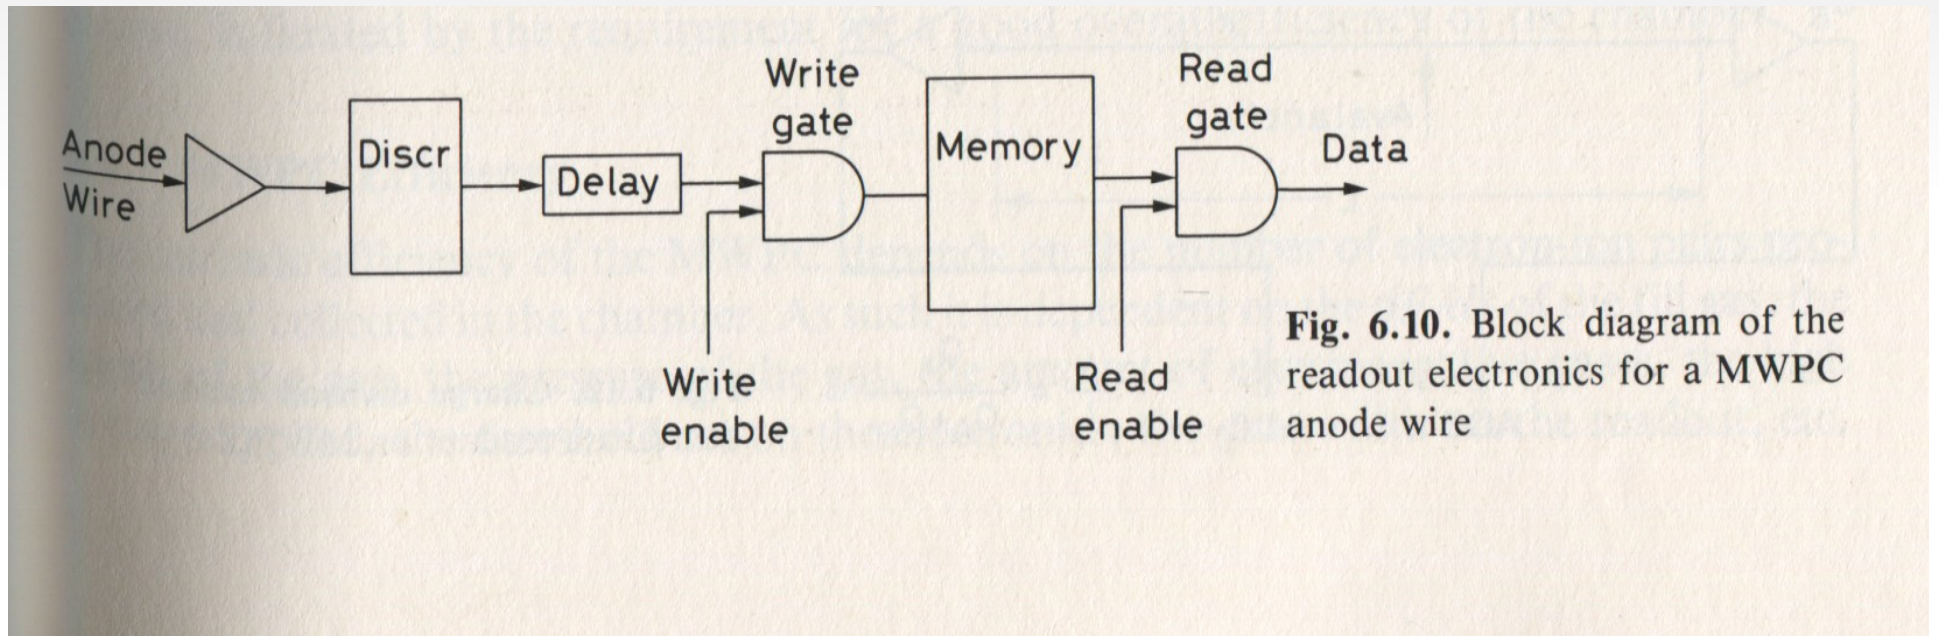 Anode
Wire
Discr
Delay
Write
gate
Write
enable
Memory
Read
gate
Read
enable
Data
Fig. 6.10. Block diagram of the
readout electronics for a MWPC
anode wire